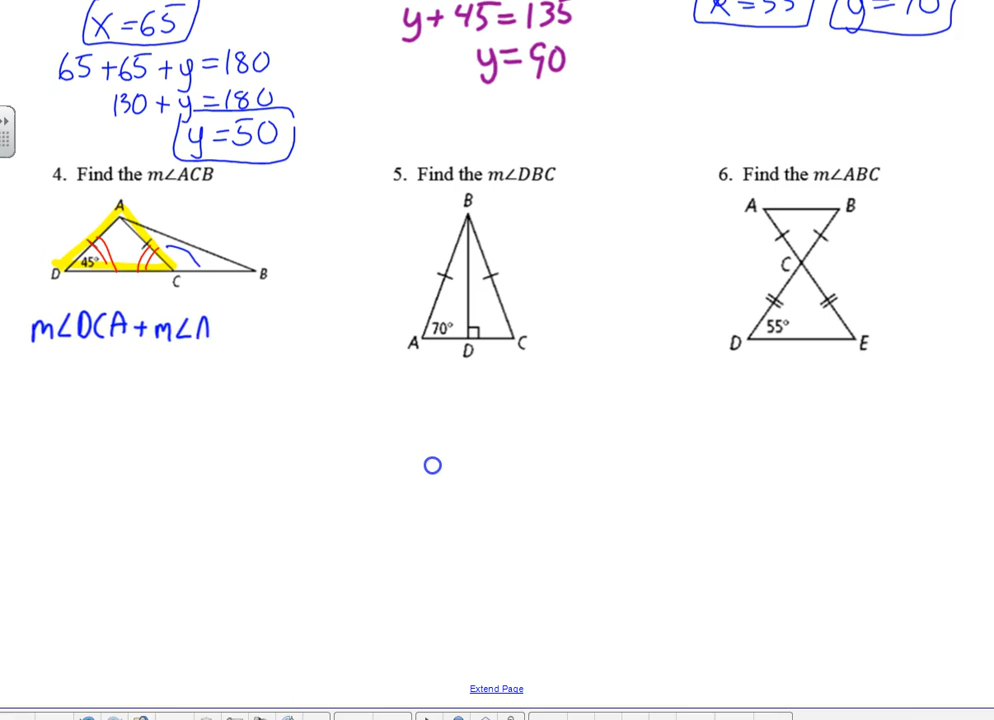 x = 65
65 + 65 + y = 180
130 + y = 180
y = 50
y + 45 = 135
y = 90
x = 55
y = 70
4. Find the m∠ACB
A
45°
D
C
B
m∠DCA + m∠A
5. Find the m∠DBC
B
70°
A
D
C
6. Find the m∠ABC
A
B
C
55°
D
E
Extend Page